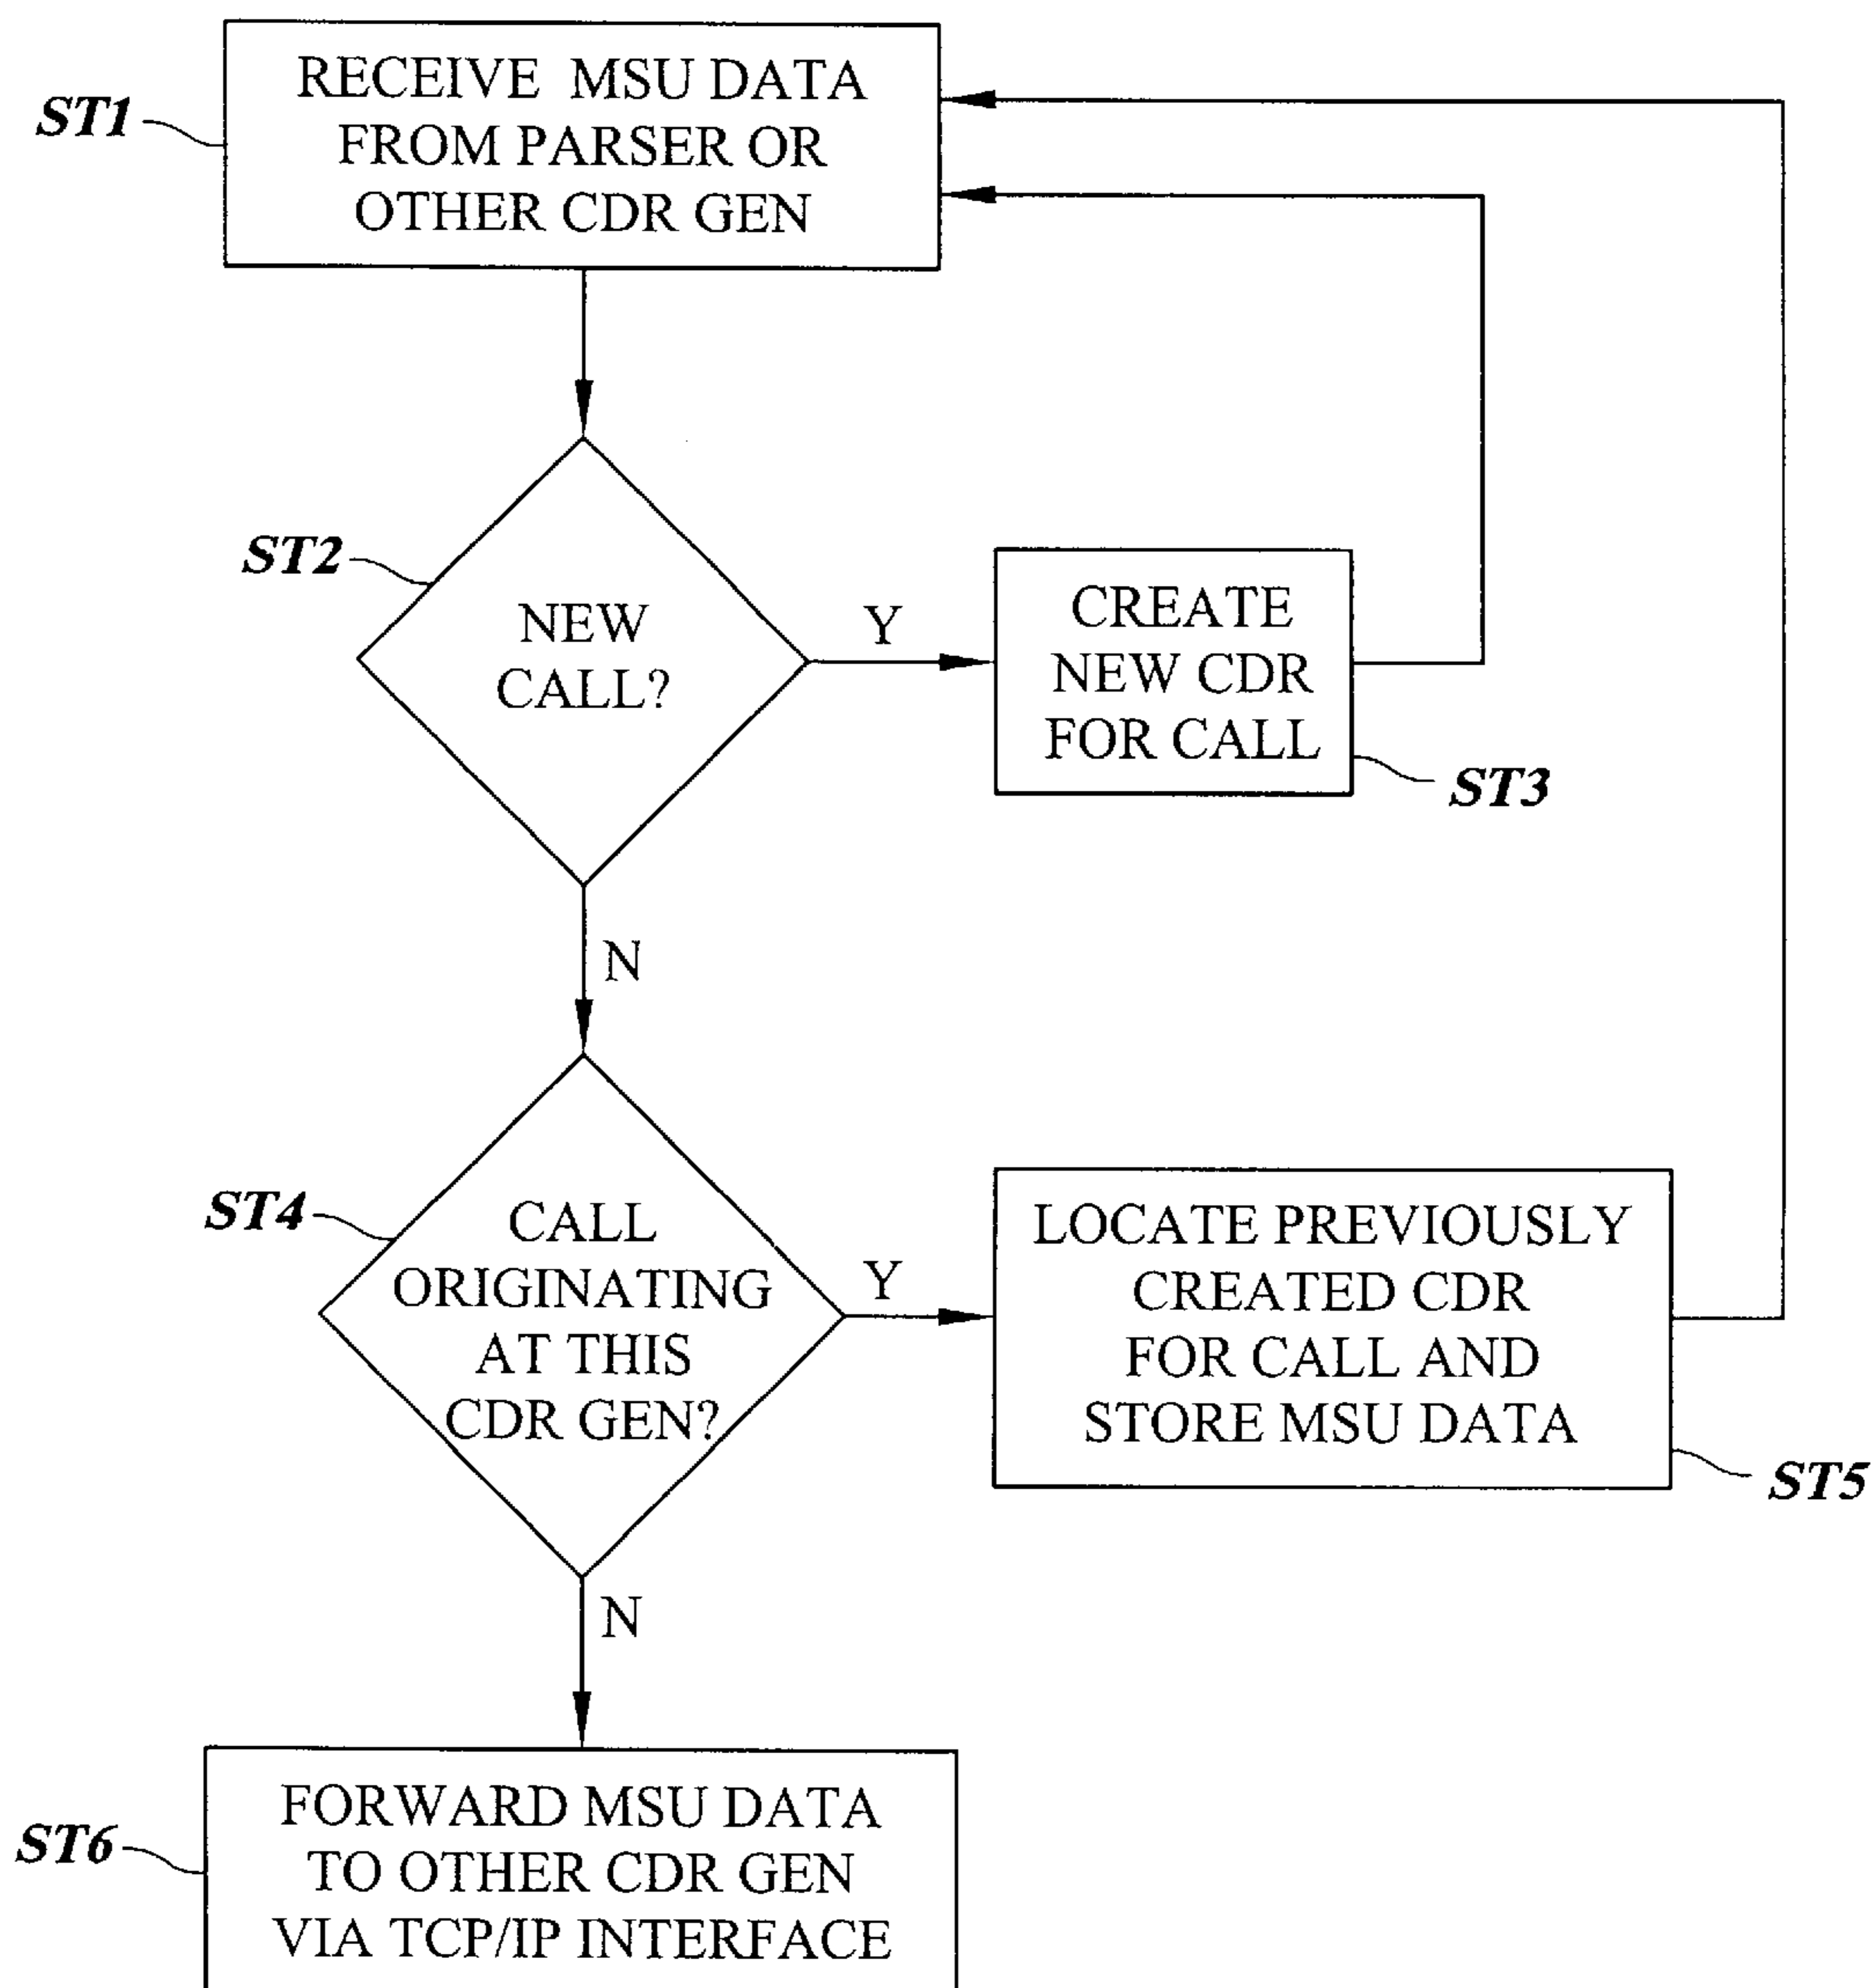 RECEIVE MSU DATA
FROM PARSER OR
OTHER CDR GEN
ST1
ST2
NEW
CALL?
Y
CREATE
NEW CDR
FOR CALL
ST3
N
ST4
CALL
ORIGINATING
AT THIS
CDR GEN?
Y
LOCATE PREVIOUSLY
CREATED CDR
FOR CALL AND
STORE MSU DATA
ST5
N
ST6
FORWARD MSU DATA
TO OTHER CDR GEN
VIA TCP/IP INTERFACE